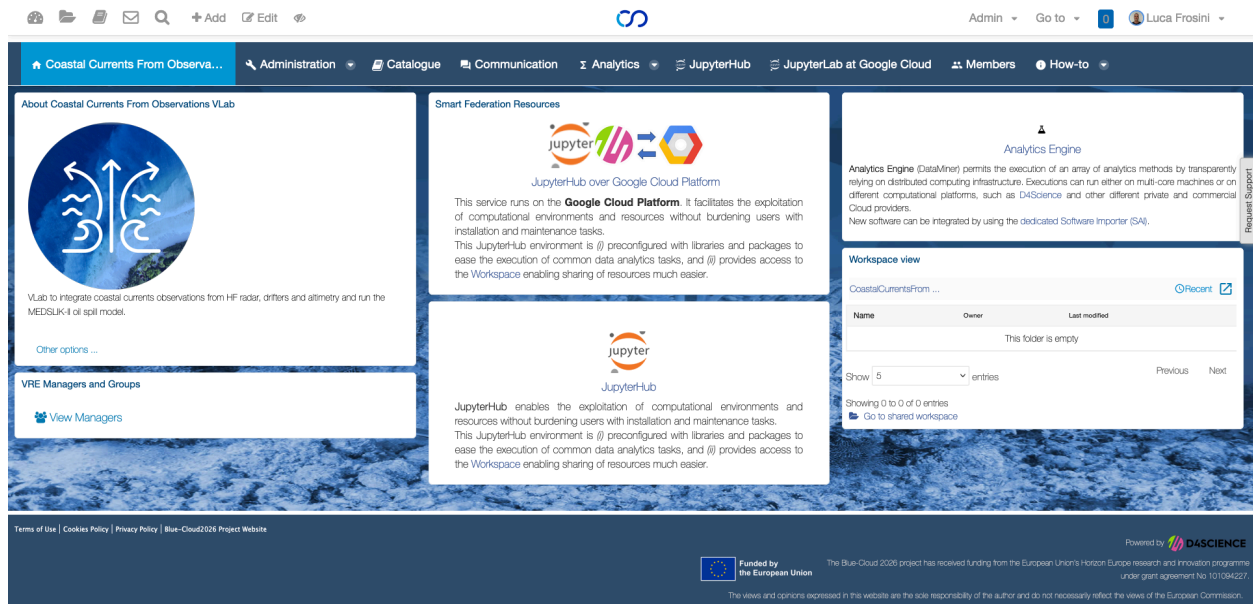 + Add
Edit
Admin
Go to
0
Luca Frosini
Coastal Currents From Observa...
Administration
Catalogue
Communication
Σ Analytics
JupyterHub
JupyterLab at Google Cloud
Members
How-to
About Coastal Currents From Observations VLab
VLab to integrate coastal currents observations from HF radar, drifters and altimetry and run the
MEDSLIK-II oil spill model.
Other options ...
VRE Managers and Groups
View Managers
Smart Federation Resources
jupyter
JupyterHub over Google Cloud Platform
This service runs on the Google Cloud Platform. It facilitates the exploitation
of computational environments and resources without burdening users with
installation and maintenance tasks.
This JupyterHub environment is (i) preconfigured with libraries and packages to
ease the execution of common data analytics tasks, and (ii) provides access to
the Workspace enabling sharing of resources much easier.
jupyter
JupyterHub
JupyterHub enables the exploitation of computational environments and
resources without burdening users with installation and maintenance tasks.
This JupyterHub environment is (i) preconfigured with libraries and packages to
ease the execution of common data analytics tasks, and (ii) provides access to
the Workspace enabling sharing of resources much easier.
Analytics Engine
Analytics Engine (DataMiner) permits the execution of an array of analytics methods by transparently
relying on distributed computing infrastructure. Executions can run either on multi-core machines or on
different computational platforms, such as D4Science and other different private and commercial
Cloud providers.
New software can be integrated by using the dedicated Software Importer (SAI).
Request Support
Workspace view
CoastalCurrentsFrom ...
Recent
Name
Owner
Last modified
This folder is empty
Show 5 entries
Previous
Next
Showing 0 to 0 of 0 entries
Go to shared workspace
Terms of Use | Cookies Policy | Privacy Policy | Blue-Cloud2026 Project Website
Powered by D4SCIENCE
Funded by
the European Union
The Blue-Cloud 2026 project has received funding from the European Union's Horizon Europe research and innovation programme
under grant agreement No 101094227.
The views and opinions expressed in this website are the sole responsibility of the author and do not necessarily reflect the views of the European Commission.